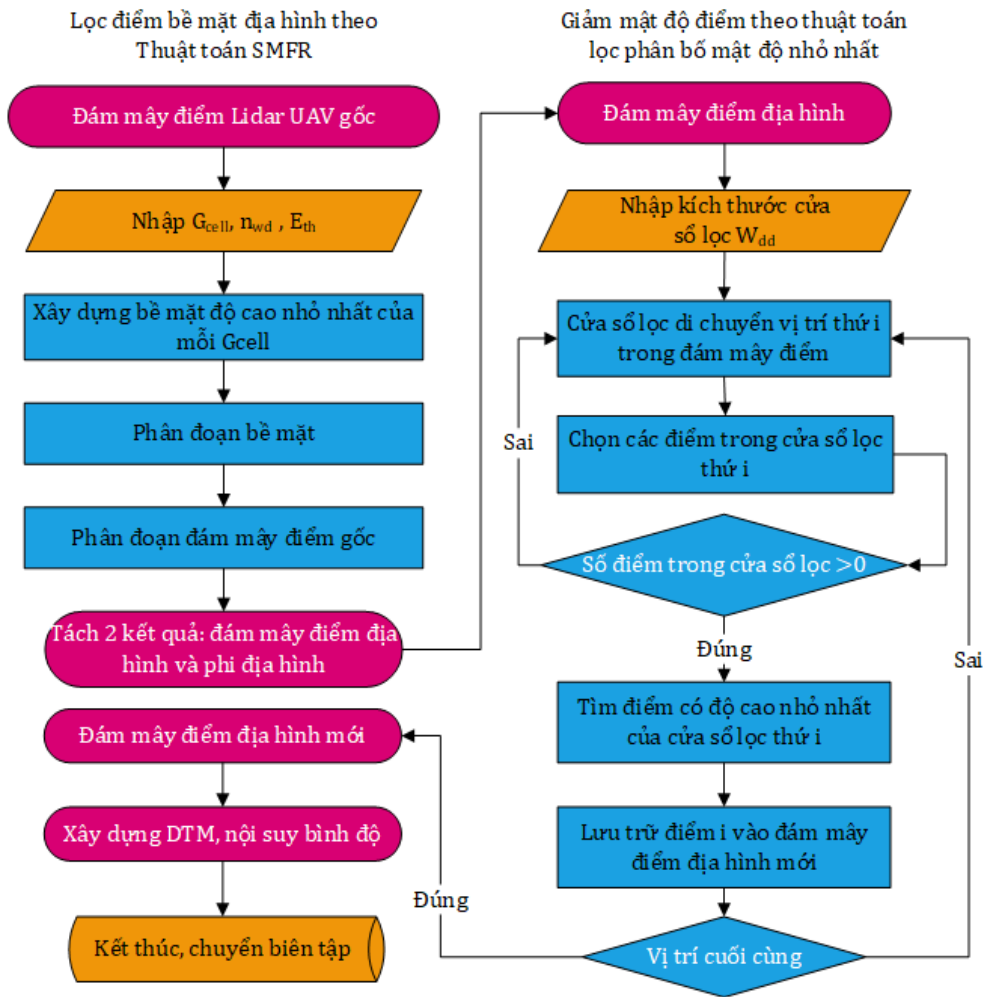 Lọc điểm bề mặt địa hình theo
Thuật toán SMFR
Đám mây điểm Lidar UAV gốc
Nhập Gcell, nwd , Eth
Xây dựng bề mặt độ cao nhỏ nhất của
mỗi Gcell
Phân đoạn bề mặt
Phân đoạn đám mây điểm gốc
Tách 2 kết quả: đám mây điểm địa
hình và phi địa hình
Đám mây điểm địa hình mới
Xây dựng DTM, nội suy bình độ
Kết thúc, chuyển biên tập
Giảm mật độ điểm theo thuật toán
lọc phân bố mật độ nhỏ nhất
Đám mây điểm địa hình
Nhập kích thước cửa
sổ lọc Wdd
Cửa sổ lọc di chuyển vị trí thứ i
trong đám mây điểm
Sai
Chọn các điểm trong cửa sổ lọc
thứ i
Số điểm trong cửa sổ lọc >0
Đúng
Sai
Tìm điểm có độ cao nhỏ nhất
của cửa sổ lọc thứ i
Lưu trữ điểm i vào đám mây
điểm địa hình mới
Đúng
Vị trí cuối cùng